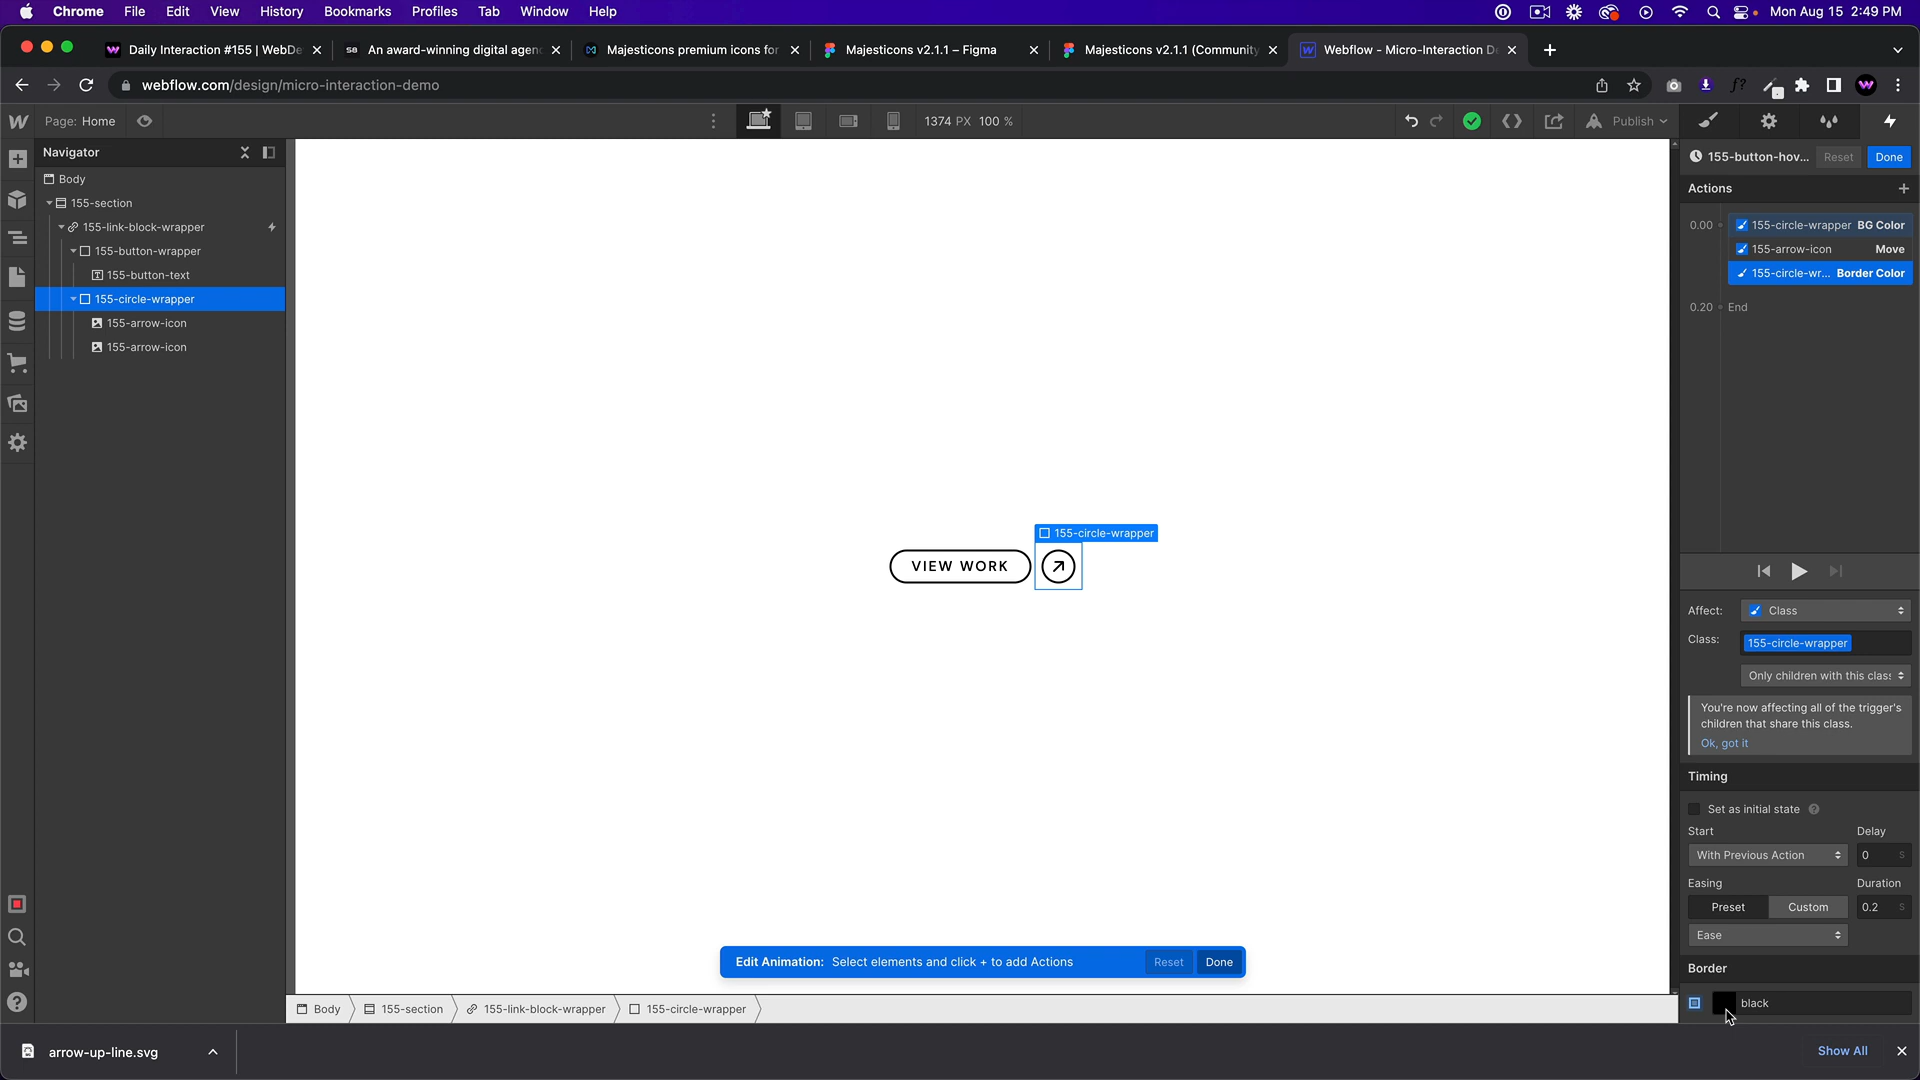 Chrome File Edit View History Bookmarks Profiles Tab Window Help Mon Aug 15 2:49 PM
Daily Interaction #155 | WebDe An award-winning digital agen Majesticons premium icons for Majesticons v2.1.1 – Figma Majesticons v2.1.1 (Community Webflow - Micro-Interaction D
webflow.com/design/micro-interaction-demo
Page: Home 1374 PX 100 % Publish
Navigator
155-button-hov... Reset Done
Body
Actions
155-section
155-link-block-wrapper
0.00 155-circle-wrapper BG Color
155-button-wrapper
155-arrow-icon Move
155-button-text
155-circle-wr... Border Color
155-circle-wrapper
0.20 End
155-arrow-icon
155-arrow-icon
155-circle-wrapper
VIEW WORK
Affect: Class
Class: 155-circle-wrapper
Only children with this class
You're now affecting all of the trigger's
children that share this class.
Ok, got it
Timing
Set as initial state ?
Start Delay
With Previous Action 0 S
Easing Duration
Preset Custom 0.2 S
Ease
Edit Animation: Select elements and click + to add Actions Reset Done
Border
black
Body 155-section 155-link-block-wrapper 155-circle-wrapper
arrow-up-line.svg Show All